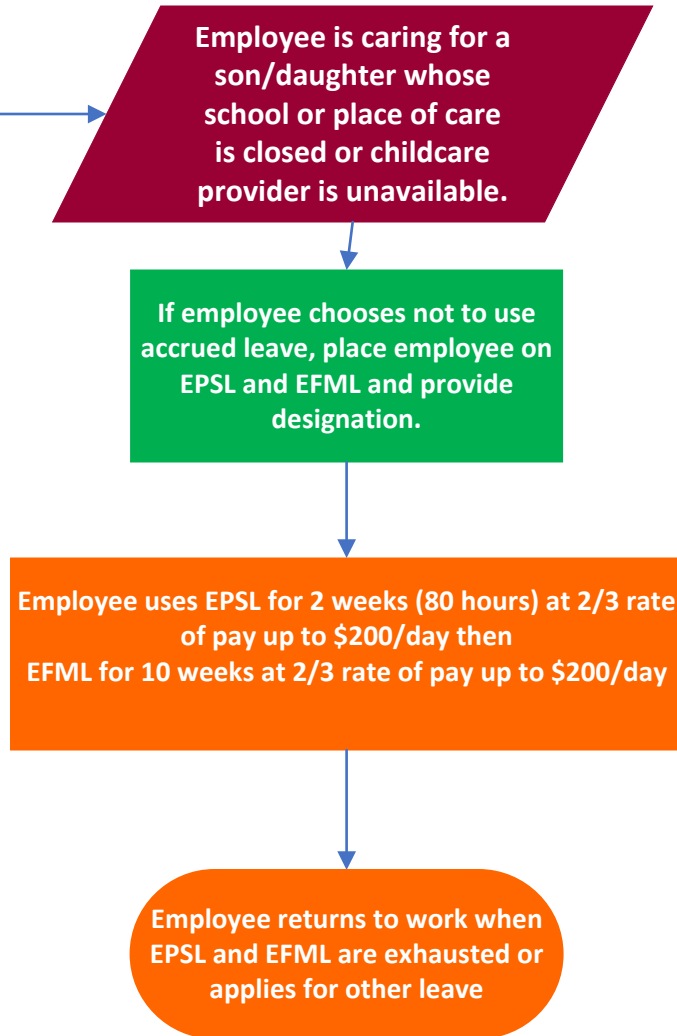 Employee is caring for a
son/daughter whose
school or place of care
is closed or childcare
provider is unavailable.
If employee chooses not to use
accrued leave, place employee on
EPSL and EFML and provide
designation.
Employee uses EPSL for 2 weeks (80 hours) at 2/3 rate
of pay up to $200/day then
EFML for 10 weeks at 2/3 rate of pay up to $200/day
Employee returns to work when
EPSL and EFML are exhausted or
applies for other leave